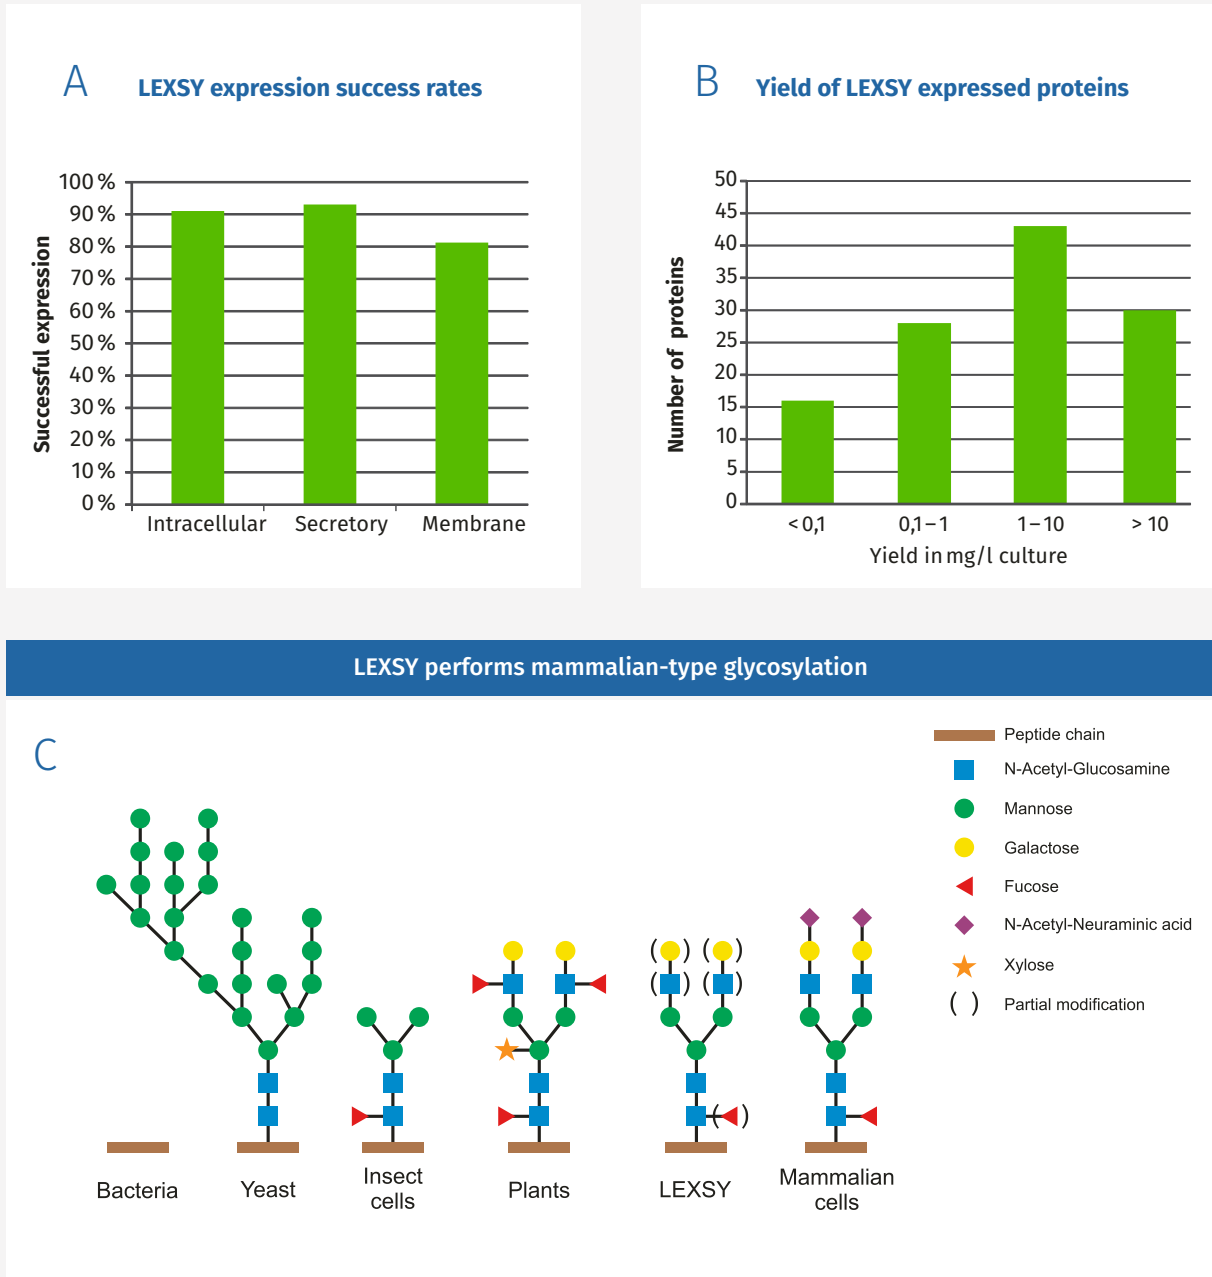 A LEXSY expression success rates
Successful expression
100 %
90 %
80 %
70 %
60 %
50 %
40 %
30 %
20 %
10 %
0 %
Intracellular Secretory Membrane
B Yield of LEXSY expressed proteins
Number of proteins
50
45
40
35
30
25
20
15
10
5
0
<0,1 0,1–1 1–10 > 10
Yield in mg/l culture
LEXSY performs mammalian-type glycosylation
C
Peptide chain
N-Acetyl-Glucosamine
Mannose
Galactose
Fucose
N-Acetyl-Neuraminic acid
Xylose
( ) Partial modification
( ) ( )
( ) ( )
( )
Bacteria
Yeast
Insect
cells
Plants
LEXSY
Mammalian
cells